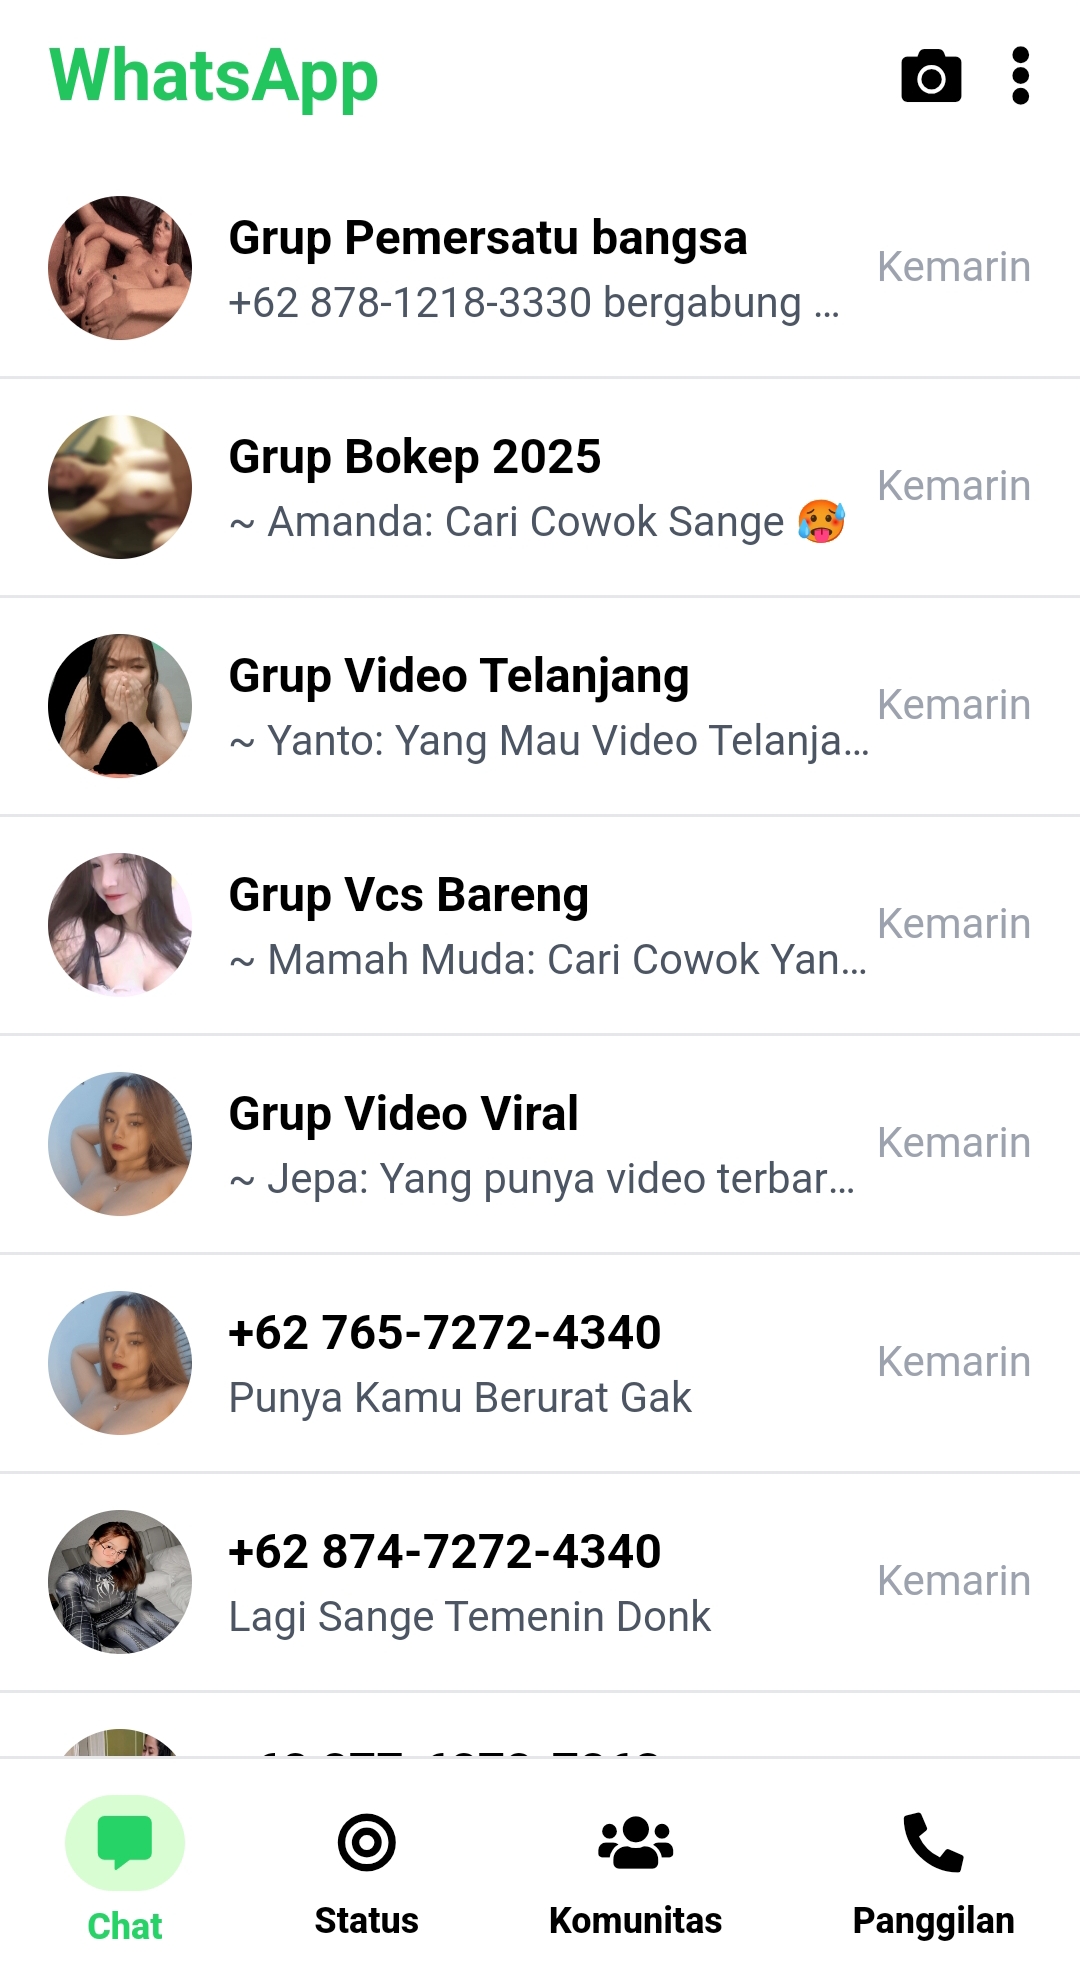 WhatsApp
Grup Pemersatu bangsa
Kemarin
+62 878-1218-3330 bergabung ...
Grup Bokep 2025
Kemarin
~ Amanda: Cari Cowok Sange 🥵
Grup Video Telanjang
Kemarin
~ Yanto: Yang Mau Video Telanja...
Grup Vcs Bareng
Kemarin
~ Mamah Muda: Cari Cowok Yan...
Grup Video Viral
Kemarin
~ Jepa: Yang punya video terbar...
+62 765-7272-4340
Kemarin
Punya Kamu Berurat Gak
+62 874-7272-4340
Kemarin
Lagi Sange Temenin Donk
Chat
Status
Komunitas
Panggilan